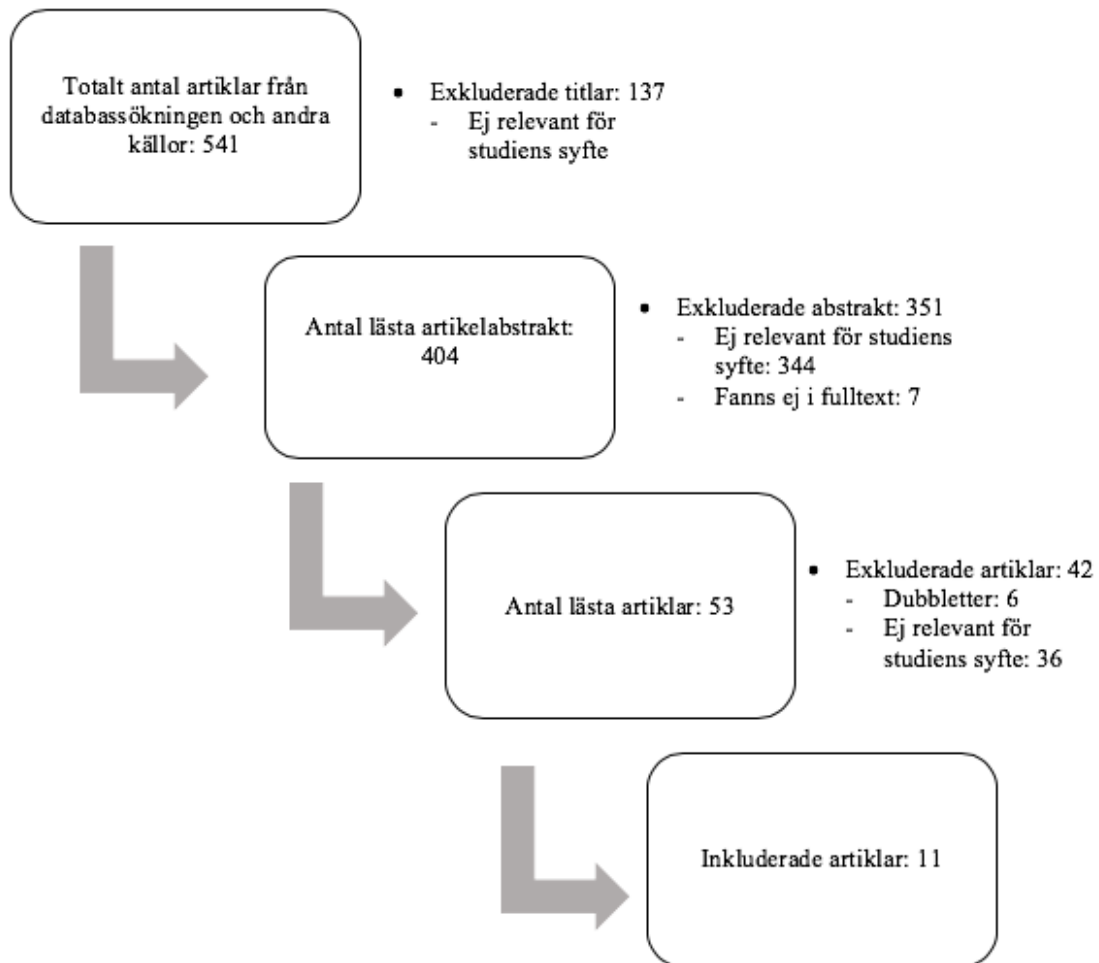 Totalt antal artiklar från
databassökningen och andra
källor: 541
• Exkluderade titlar: 137
- Ej relevant för
studiens syfte
Antal lästa artikelabstrakt:
404
• Exkluderade abstrakt: 351
- Ej relevant för studiens
syfte: 344
- Fanns ej i fulltext: 7
Antal lästa artiklar: 53
• Exkluderade artiklar: 42
- Dubbletter: 6
- Ej relevant för
studiens syfte: 36
Inkluderade artiklar: 11